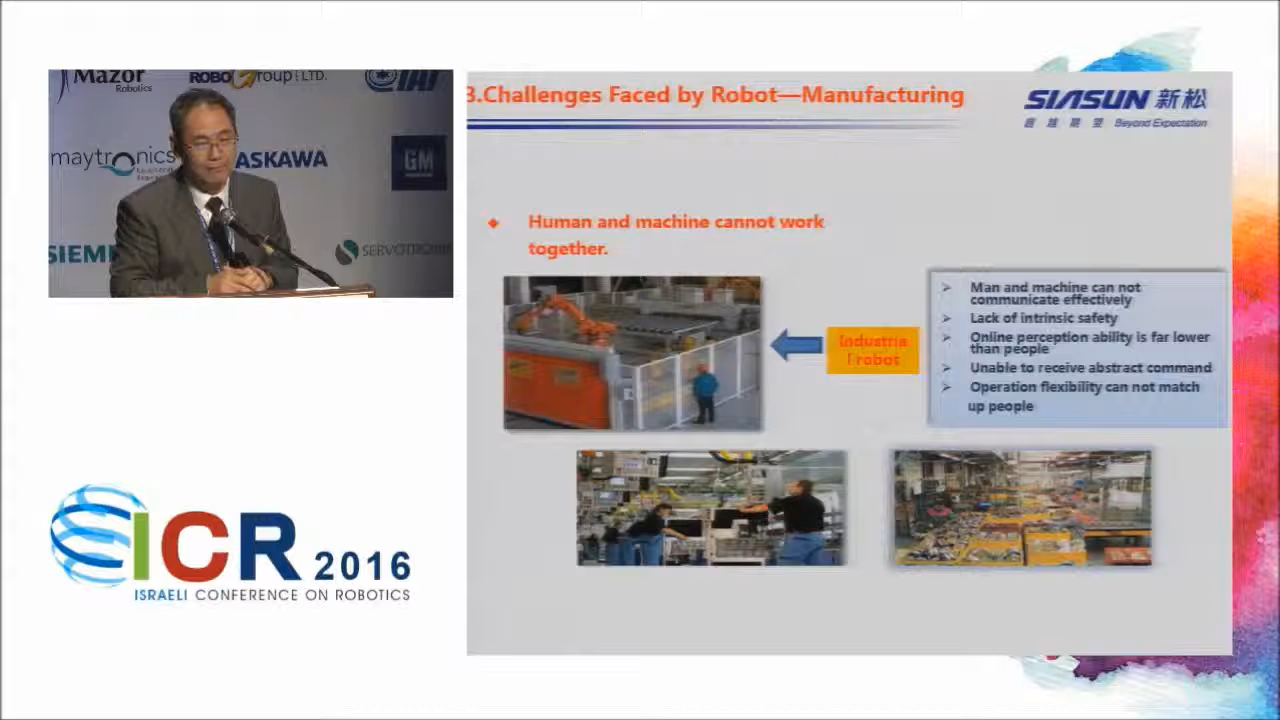 Mazor
Robotics
ROBOGroup LTD.
IAI
maytronics
ASKAWA
GM
SIEM
SERVOTRON
3.Challenges Faced by Robot—Manufacturing
SIASUN 新松
Beyond Expectation
Human and machine cannot work
together.
Industria
l robot
Man and machine can not
communicate effectively
Lack of intrinsic safety
Online perception ability is far lower
than people
Unable to receive abstract command
Operation flexibility can not match
up people
ICR 2016
ISRAELI CONFERENCE ON ROBOTICS